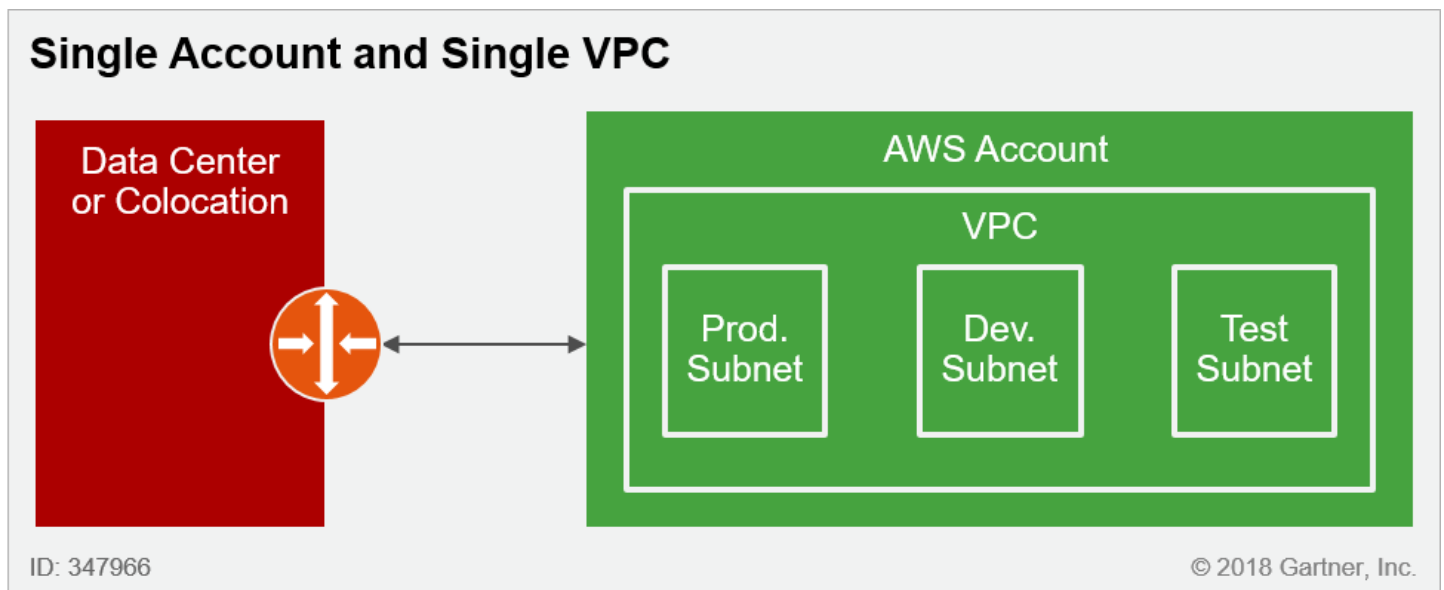 Single Account and Single VPC
Data Center
or Colocation
AWS Account
VPC
Prod.
Subnet
Dev.
Subnet
Test
Subnet
ID: 347966
© 2018 Gartner, Inc.